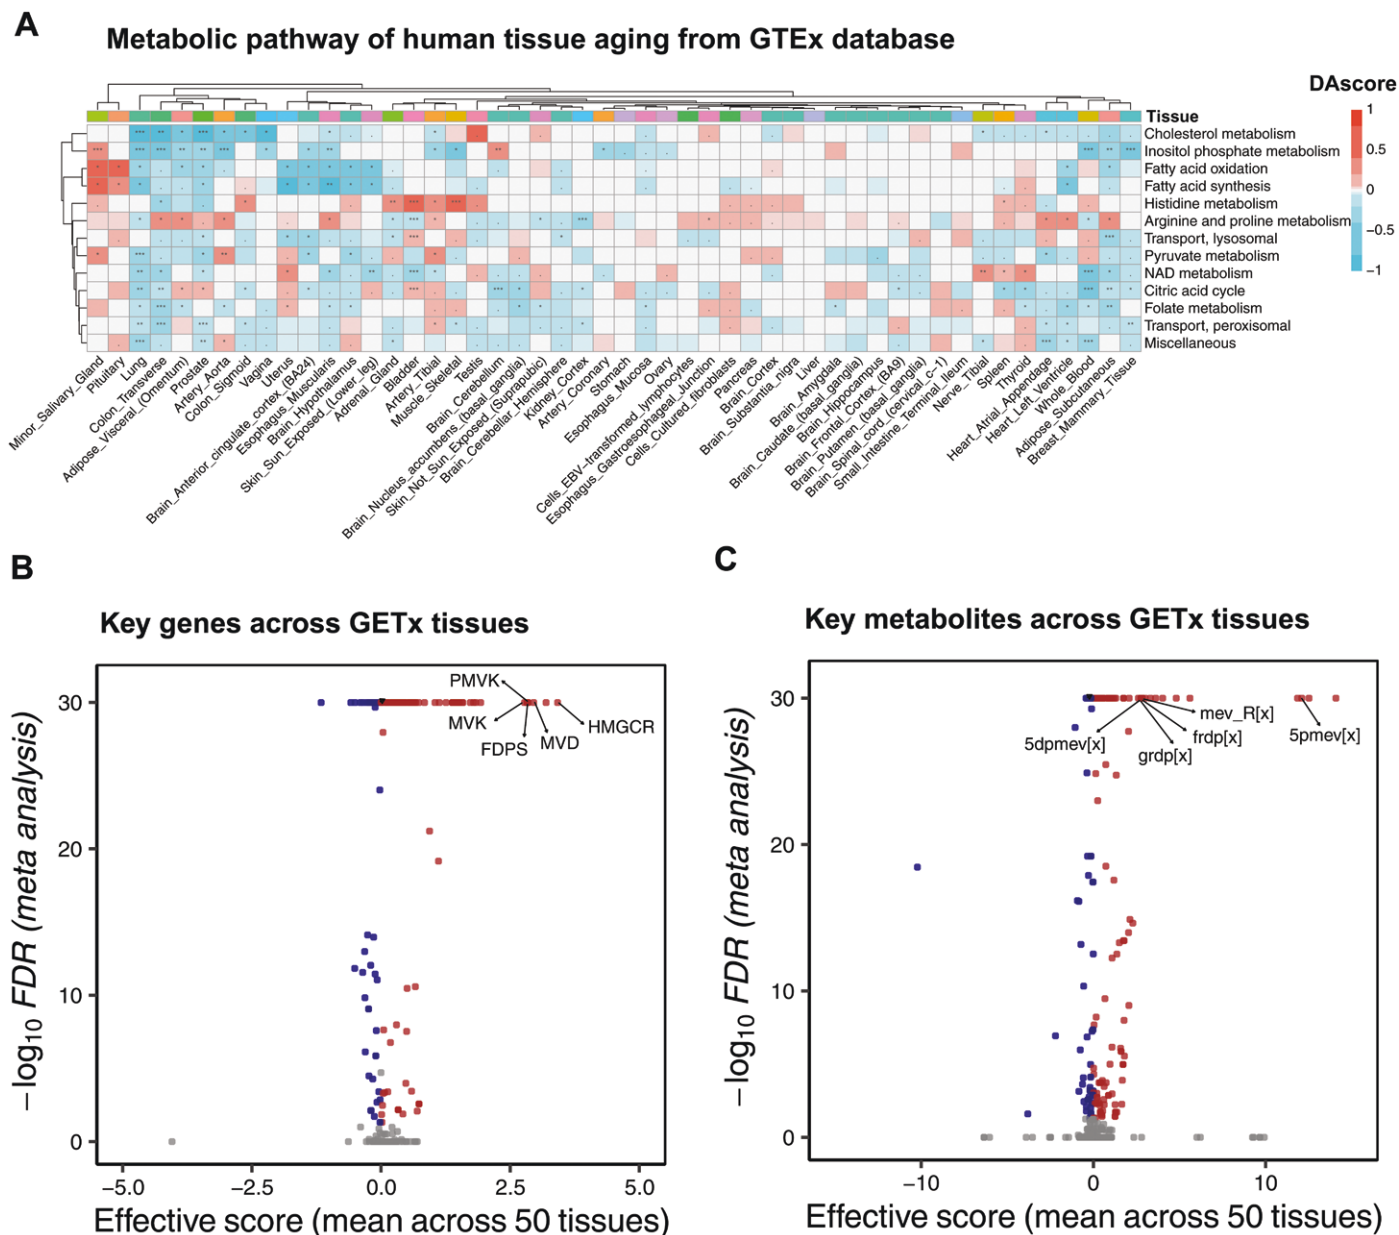 A
Metabolic pathway of human tissue aging from GTEx database
DAscore
1
0.5
0
−0.5
−1
Tissue
Cholesterol metabolism
Inositol phosphate metabolism
Fatty acid oxidation
Fatty acid synthesis
Histidine metabolism
Arginine and proline metabolism
Transport, lysosomal
Pyruvate metabolism
NAD metabolism
Citric acid cycle
Folate metabolism
Transport, peroxisomal
Miscellaneous
Minor_Salivary_Gland
Pituitary
Lung
Colon_Transverse
Adipose_Visceral_(Omentum)
Prostate
Artery_Aorta
Colon_Sigmoid
Vagina
Uterus
Brain_Anterior_cingulate_cortex_(BA24)
Esophagus_Muscularis
Brain_Hypothalamus
Skin_Sun_Exposed_(Lower_leg)
Adrenal_Gland
Bladder
Artery_Tibial
Muscle_Skeletal
Testis
Brain_Cerebellum
Brain_Nucleus_accumbens_(basal_ganglia)
Skin_Not_Sun_Exposed_(Suprapubic)
Brain_Cerebellar_Hemisphere
Kidney_Cortex
Artery_Coronary
Stomach
Esophagus_Mucosa
Ovary
Cells_EBV−transformed_lymphocytes
Esophagus_Gastroesophageal_Junction
Cells_Cultured_fibroblasts
Pancreas
Brain_Cortex
Brain_Substantia_nigra
Liver
Brain_Amygdala
Brain_Caudate_(basal_ganglia)
Brain_Hippocampus
Brain_Frontal_Cortex_(BA9)
Brain_Putamen_(basal_ganglia)
Brain_Spinal_cord_(cervical_c−1)
Small_Intestine_Terminal_Ileum
Nerve_Tibial
Spleen
Thyroid
Heart_Atrial_Appendage
Heart_Left_Ventricle
Whole_Blood
Adipose_Subcutaneous
Breast_Mammary_Tissue
B
Key genes across GETx tissues
−log10 FDR (meta analysis)
30
20
10
0
PMVK
MVK
FDPS
MVD
HMGCR
−5.0
−2.5
0.0
2.5
5.0
Effective score (mean across 50 tissues)
C
Key metabolites across GETx tissues
−log10 FDR (meta analysis)
30
20
10
0
mev_R[x]
5dpmev[x]
frdp[x]
grdp[x]
5pmev[x]
−10
0
10
Effective score (mean across 50 tissues)